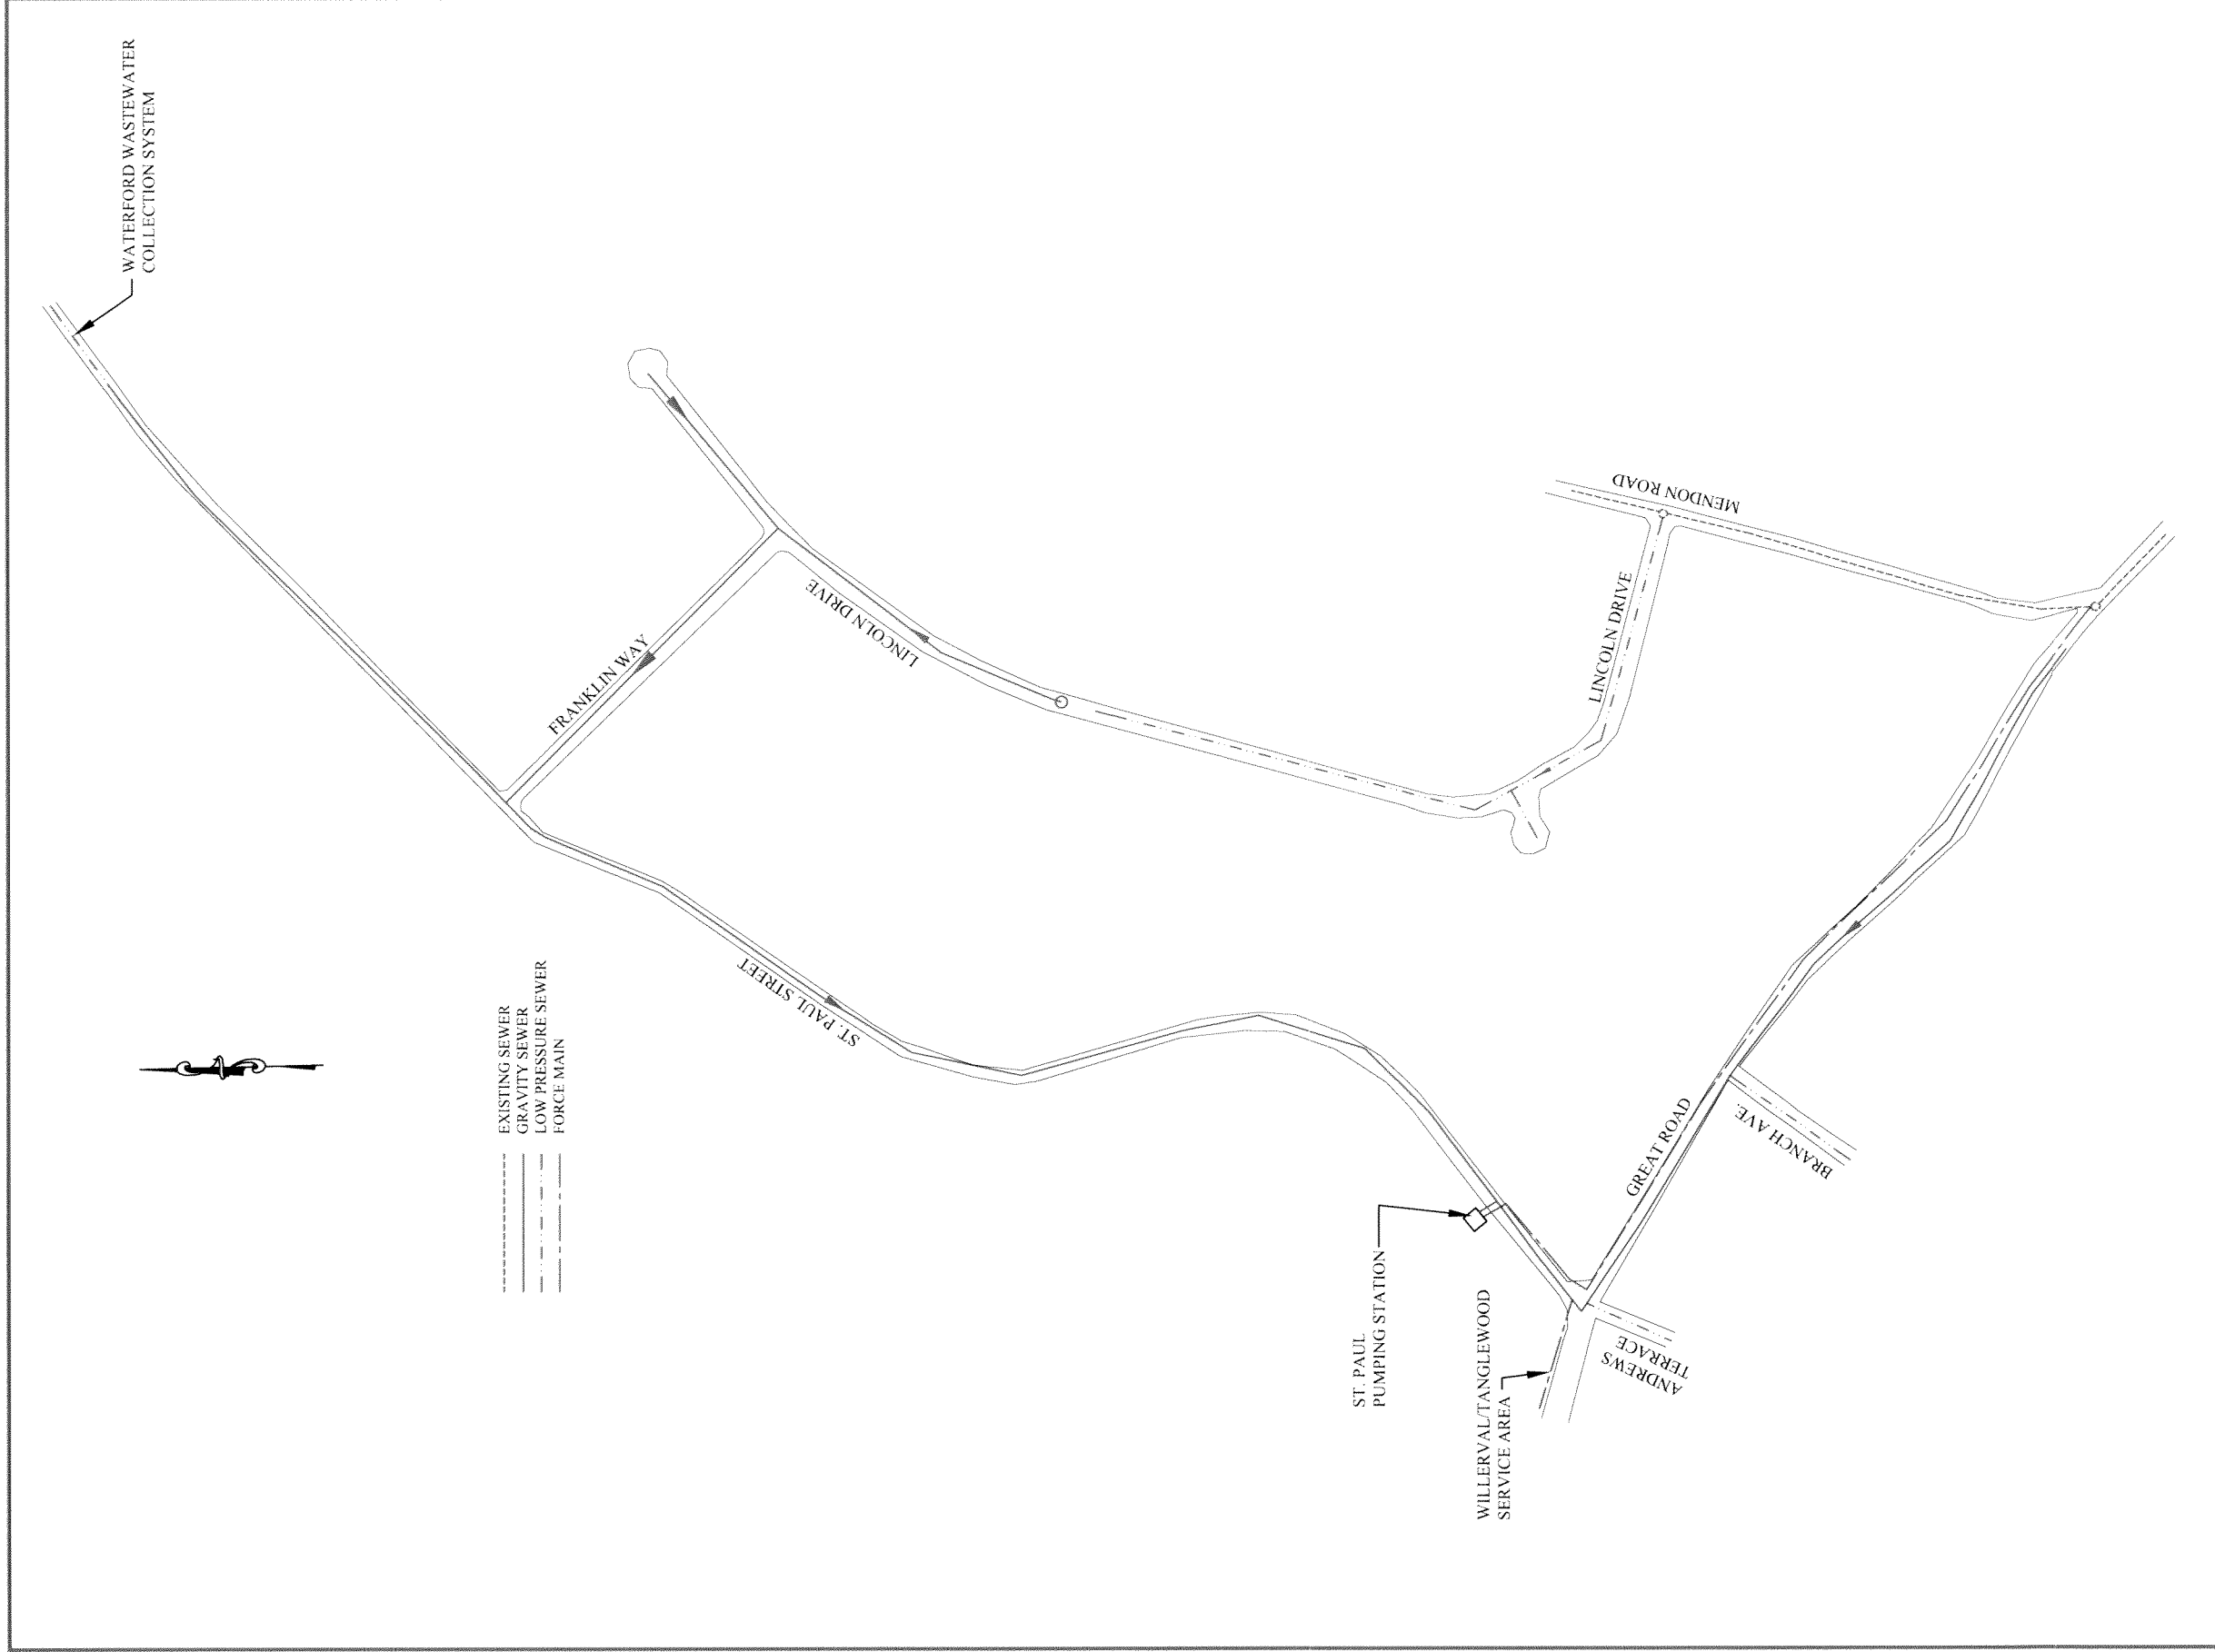 WATERFORD WASTEWATER
COLLECTION SYSTEM
FRANKLIN WAY
LINCOLN DRIVE
MENDON ROAD
LINCOLN DRIVE
ST. PAUL STREET
EXISTING SEWER
GRAVITY SEWER
LOW PRESSURE SEWER
FORCE MAIN
GREAT ROAD
BRANCH AVE.
ST. PAUL
PUMPING STATION
WILLERVAL/TANGLEWOOD
SERVICE AREA
ANDREWS
TERRACE